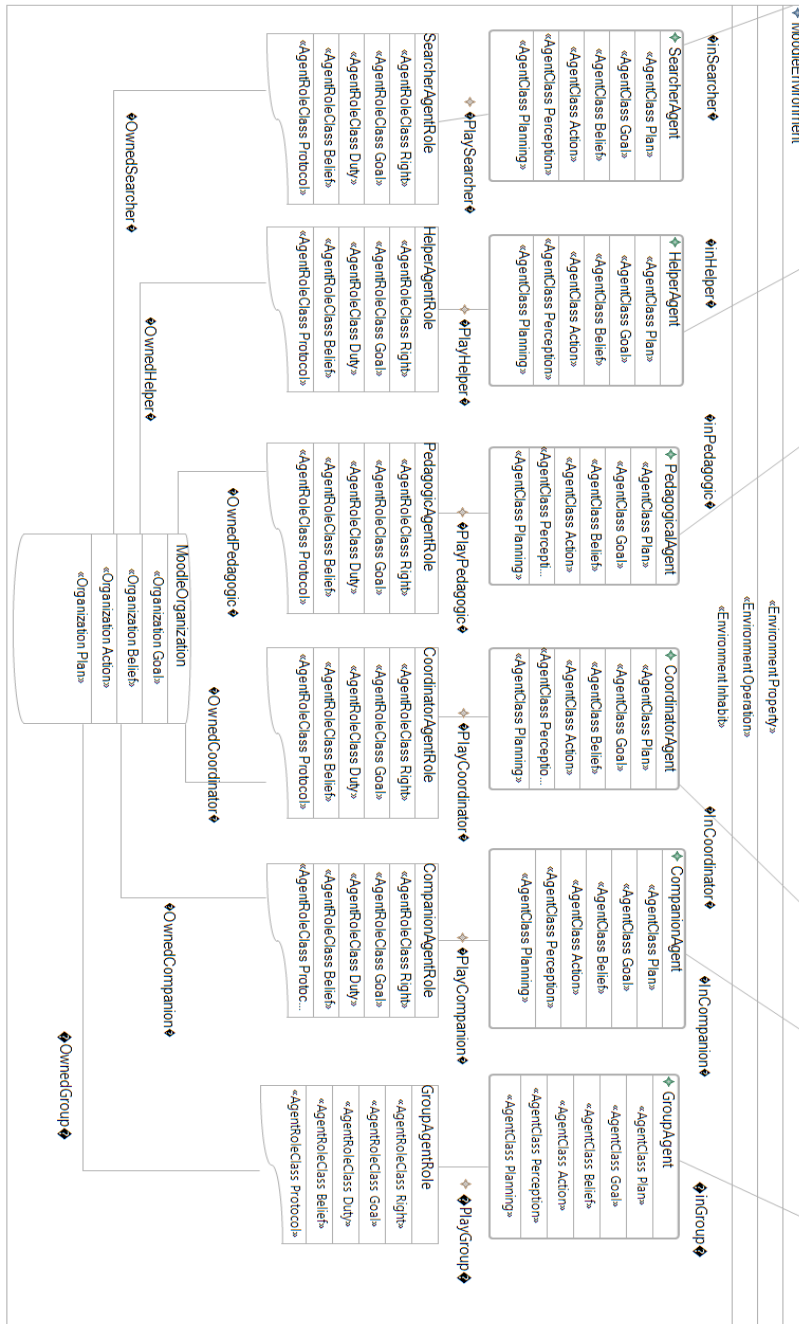 MoodleEnvironment
«Environment Property»
«Environment Operation»
«Environment Inhabit»
�inSearcher�
�inHelper�
�inPedagogic�
�InCoordinator�
�InCompanion�
�inGroup�
SearcherAgent
«AgentClass Plan»
«AgentClass Goal»
«AgentClass Belief»
«AgentClass Action»
«AgentClass Perception»
«AgentClass Planning»
HelperAgent
«AgentClass Plan»
«AgentClass Goal»
«AgentClass Belief»
«AgentClass Action»
«AgentClass Perception»
«AgentClass Planning»
PedagogicalAgent
«AgentClass Plan»
«AgentClass Goal»
«AgentClass Belief»
«AgentClass Action»
«AgentClass Percepti...
«AgentClass Planning»
CoordinatorAgent
«AgentClass Plan»
«AgentClass Goal»
«AgentClass Belief»
«AgentClass Action»
«AgentClass Perceptio...
«AgentClass Planning»
CompanionAgent
«AgentClass Plan»
«AgentClass Goal»
«AgentClass Belief»
«AgentClass Action»
«AgentClass Perception»
«AgentClass Planning»
GroupAgent
«AgentClass Plan»
«AgentClass Goal»
«AgentClass Belief»
«AgentClass Action»
«AgentClass Perception»
«AgentClass Planning»
�PlaySearcher�
�PlayHelper�
�PlayPedagogic�
�PlayCoordinator�
�PlayCompanion�
�PlayGroup�
SearcherAgentRole
«AgentRoleClass Right»
«AgentRoleClass Goal»
«AgentRoleClass Duty»
«AgentRoleClass Belief»
«AgentRoleClass Protocol»
HelperAgentRole
«AgentRoleClass Right»
«AgentRoleClass Goal»
«AgentRoleClass Duty»
«AgentRoleClass Belief»
«AgentRoleClass Protocol»
PedagogicAgentRole
«AgentRoleClass Right»
«AgentRoleClass Goal»
«AgentRoleClass Duty»
«AgentRoleClass Belief»
«AgentRoleClass Protocol»
CoordinatorAgentRole
«AgentRoleClass Right»
«AgentRoleClass Goal»
«AgentRoleClass Duty»
«AgentRoleClass Belief»
«AgentRoleClass Protocol»
CompanionAgentRole
«AgentRoleClass Right»
«AgentRoleClass Goal»
«AgentRoleClass Duty»
«AgentRoleClass Belief»
«AgentRoleClass Protoc...
GroupAgentRole
«AgentRoleClass Right»
«AgentRoleClass Goal»
«AgentRoleClass Duty»
«AgentRoleClass Belief»
«AgentRoleClass Protocol»
�OwnedSearcher�
�OwnedHelper�
�OwnedPedagogic�
�OwnedCoordinator�
�OwnedCompanion�
�OwnedGroup�
MoodleOrganization
«Organization Goal»
«Organization Belief»
«Organization Action»
«Organization Plan»